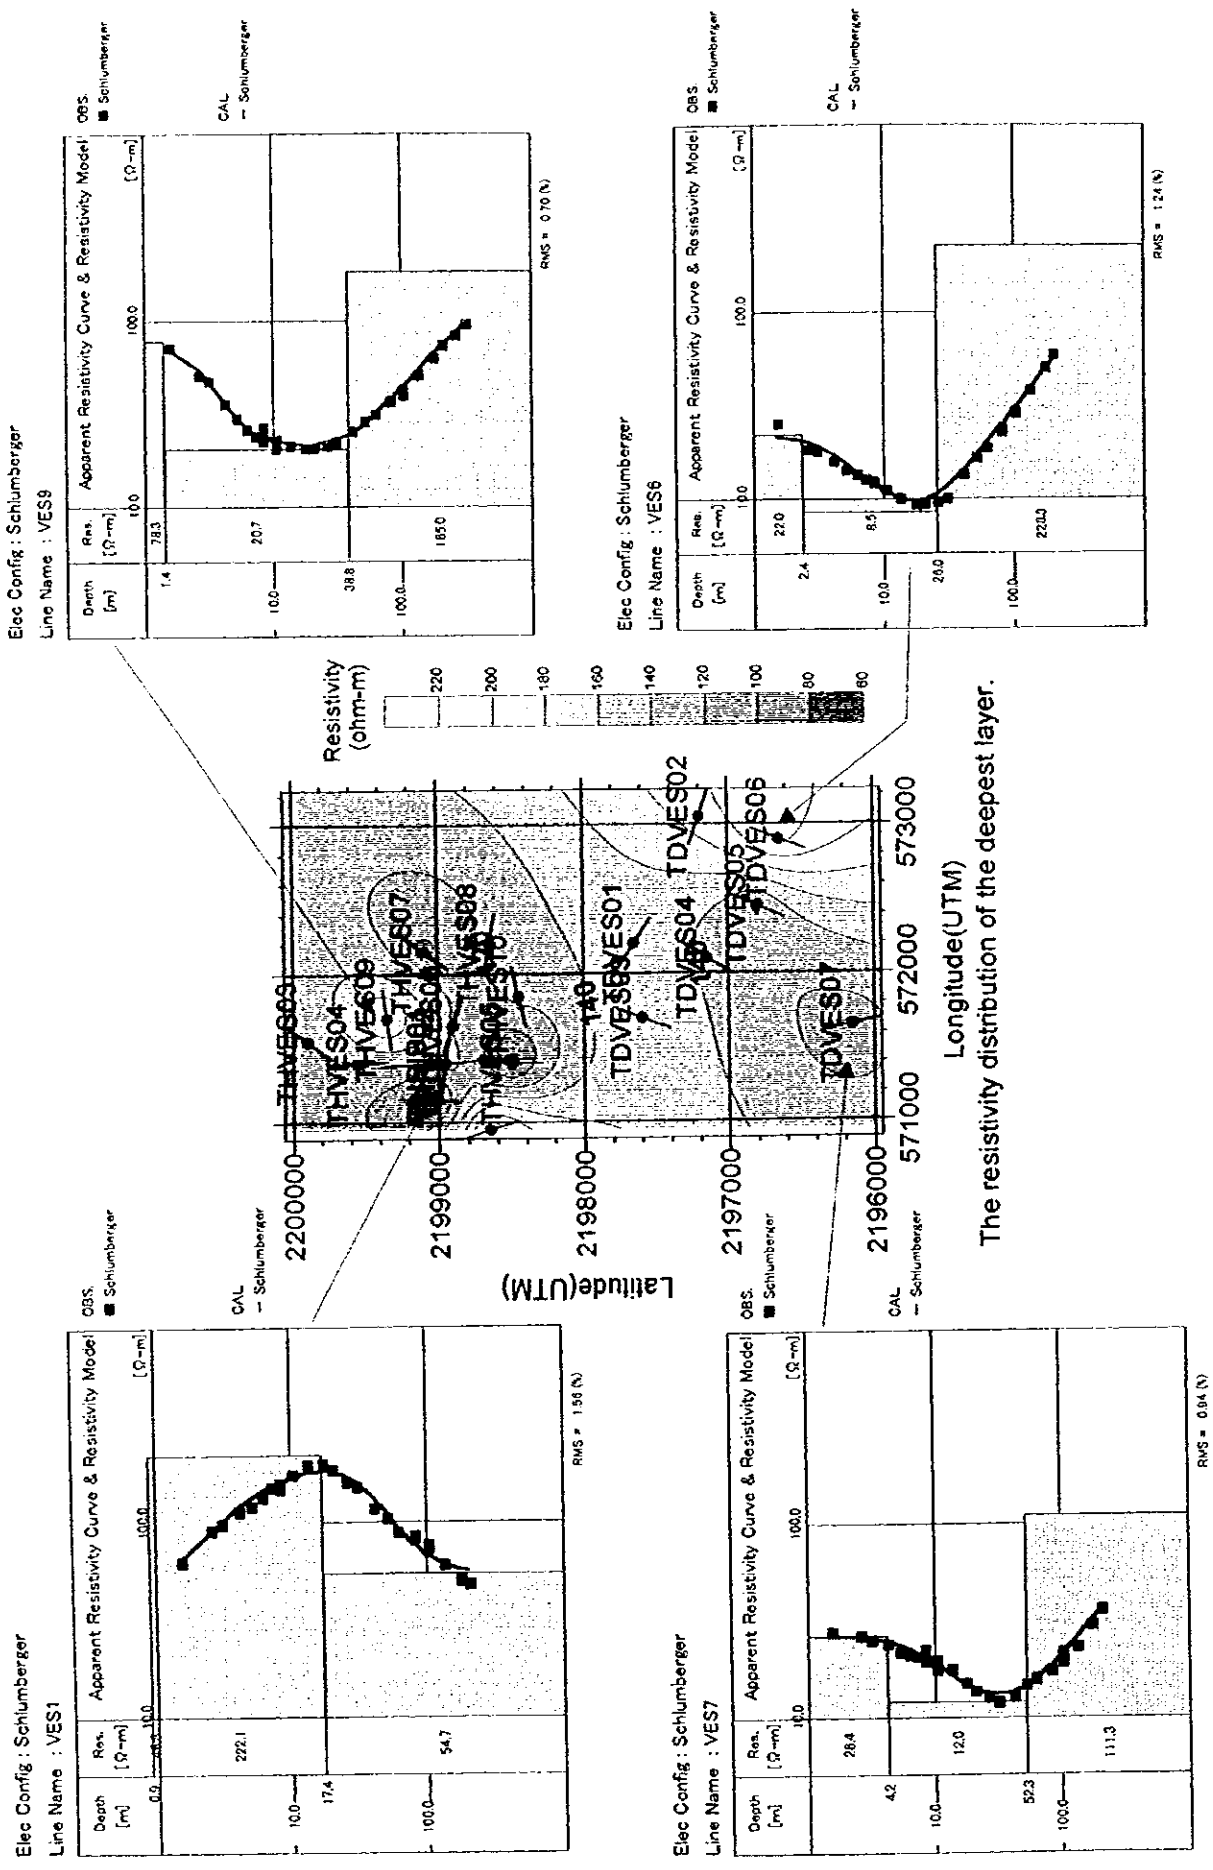 Elec Config : Schlumberger
Line Name : VES9
Depth
[m]
Res.
[Ω-m]
Apparent Resistivity Curve & Resistivity Model
OBS.
■ Schlumberger
CAL
— Schlumberger
[Ω-m]
10.0
100.0
1.4
10.0
38.8
100.0
78.3
20.7
185.0
RMS = 0.70 (%)
Elec Config : Schlumberger
Line Name : VES6
Depth
[m]
Res.
[Ω-m]
Apparent Resistivity Curve & Resistivity Model
OBS.
■ Schlumberger
CAL
— Schlumberger
[Ω-m]
10.0
100.0
2.4
10.0
26.0
100.0
22.0
8.5
228.0
RMS = 1.24 (%)
Resistivity
(ohm-m)
220
200
180
160
140
120
100
80
60
THVES03
THVES04
THVES09
THVES07
THVES08
TDVES01
TDVES03
TDVES02
TDVES04
TDVES05
TDVES06
TDVES07
140
2200000
2199000
2198000
2197000
2196000
571000
572000
573000
Latitude(UTM)
Longitude(UTM)
The resistivity distribution of the deepest layer.
Elec Config : Schlumberger
Line Name : VES1
Depth
[m]
Res.
[Ω-m]
Apparent Resistivity Curve & Resistivity Model
OBS.
■ Schlumberger
CAL
— Schlumberger
[Ω-m]
10.0
100.0
0.9
10.0
17.4
100.0
222.1
54.7
RMS = 1.56 (%)
Elec Config : Schlumberger
Line Name : VES7
Depth
[m]
Res.
[Ω-m]
Apparent Resistivity Curve & Resistivity Model
OBS.
■ Schlumberger
CAL
— Schlumberger
[Ω-m]
10.0
100.0
4.2
10.0
52.3
100.0
28.4
12.0
111.3
RMS = 0.94 (%)